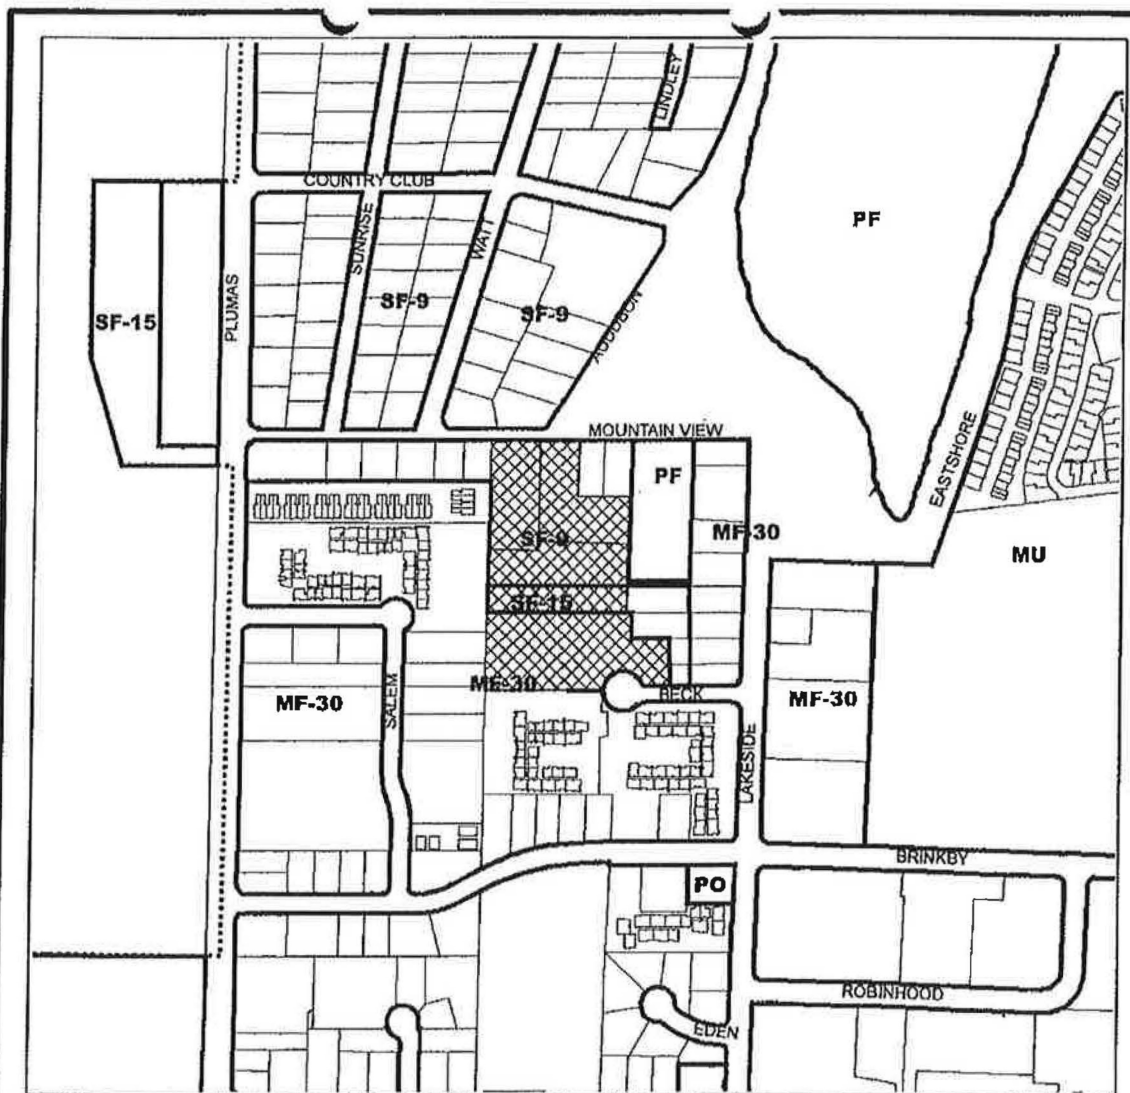 LINDLEY
COUNTRY CLUB
SUNRISE
WATT
PF
PLUMAS
SF-9
SF-9
SF-15
AUDUBON
MOUNTAIN VIEW
EASTSHORE
PF
SF-9
MF-30
MU
SF-15
MF-30
MF-30
SALEM
BECK
MF-30
LAKESIDE
BRINKBY
PO
ROBINHOOD
EDEN